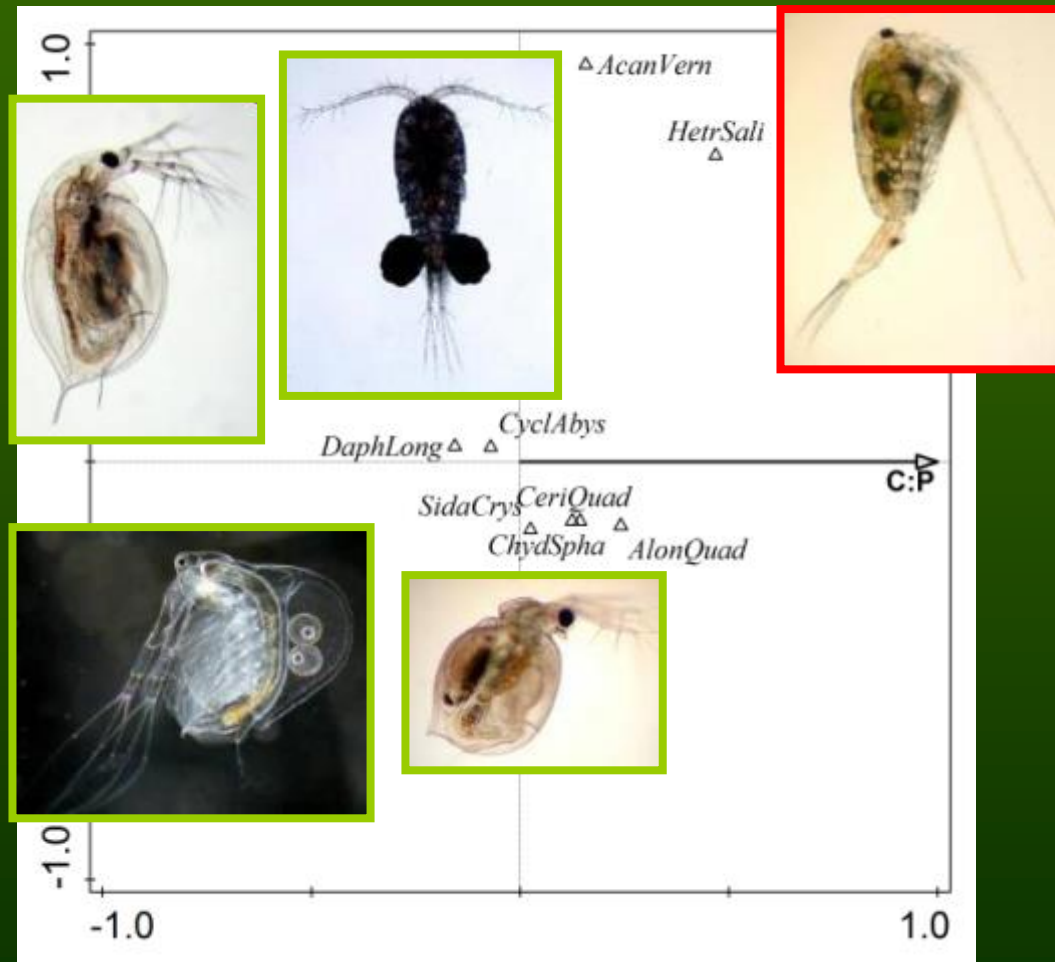 1.0
AcanVern
HetrSali
CyclAbys
DaphLong
C:P
SidaCrys
CeriQuad
ChydSpha
AlonQuad
-1.0
-1.0
1.0